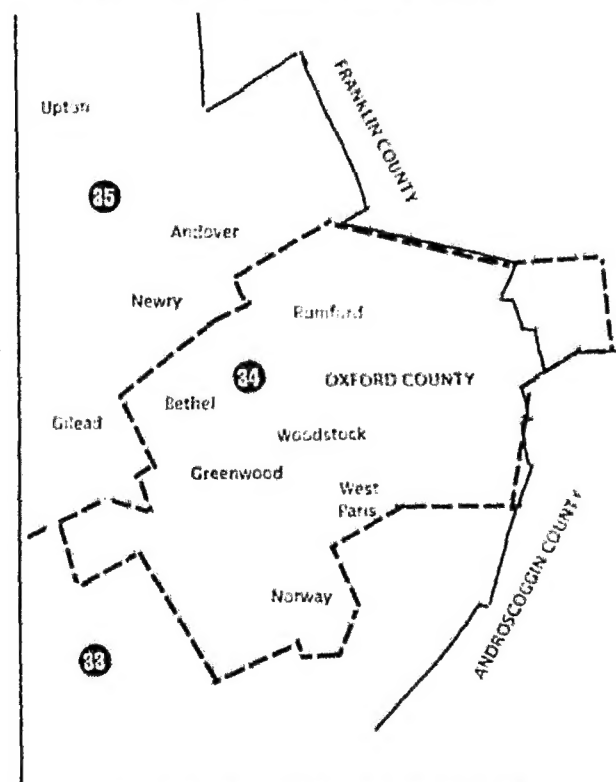 Upton
FRANKLIN COUNTY
35
Andover
Newry
Rumford
34
OXFORD COUNTY
Bethel
Gilead
Woodstock
Greenwood
West
Paris
ANDROSCOGGIN COUNTY
Norway
33